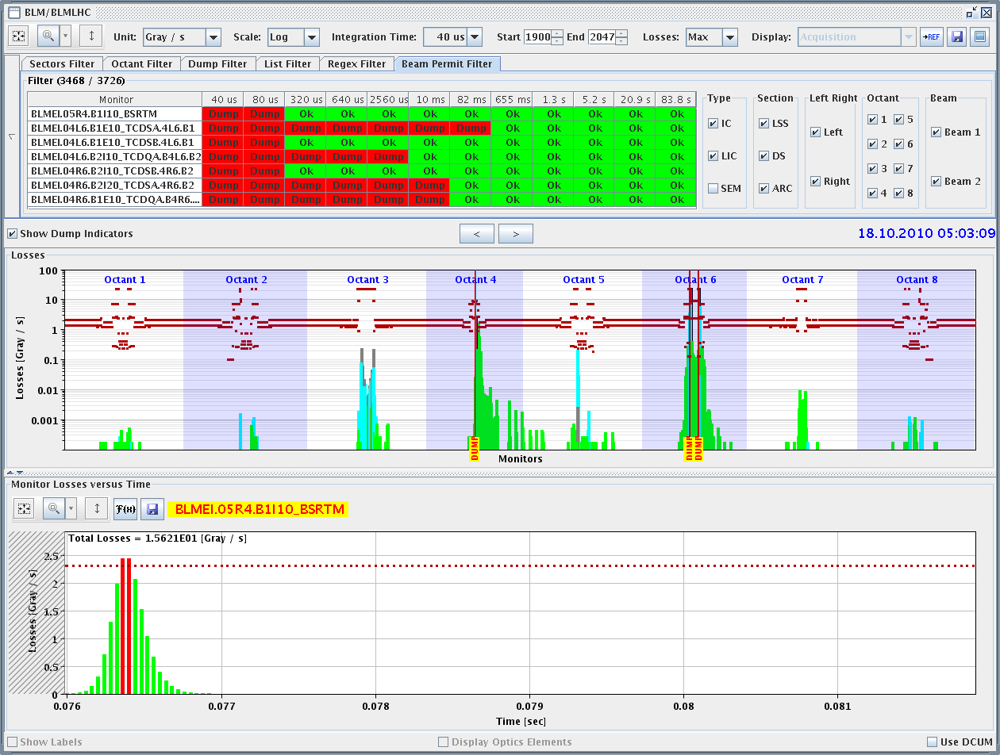 BLM/BLMLHC
Unit: Gray / s Scale: Log Integration Time: 40 us Start 1900 End 2047 Losses: Max Display: Acquisition →REF
Sectors Filter Octant Filter Dump Filter List Filter Regex Filter Beam Permit Filter
Filter (3468 / 3726)
Monitor 40 us 80 us 320 us 640 us 2560 us 10 ms 82 ms 655 ms 1.3 s 5.2 s 20.9 s 83.8 s
BLMEI.05R4.B1I10_BSRTM Dump Dump Ok Ok Ok Ok Ok Ok Ok Ok Ok Ok
BLMEI.04L6.B1E10_TCDSA.4L6.B1 Dump Dump Dump Dump Dump Dump Dump Ok Ok Ok Ok Ok
BLMEI.04L6.B1E10_TCDSB.4L6.B1 Dump Dump Ok Ok Ok Ok Ok Ok Ok Ok Ok Ok
BLMEI.04L6.B2I10_TCDQA.B4L6.B2 Dump Dump Dump Dump Dump Ok Ok Ok Ok Ok Ok Ok
BLMEI.04R6.B2I10_TCDSB.4R6.B2 Dump Dump Ok Ok Ok Ok Ok Ok Ok Ok Ok Ok
BLMEI.04R6.B2I20_TCDSA.4R6.B2 Dump Dump Dump Dump Dump Dump Ok Ok Ok Ok Ok Ok
BLMEI.04R6.B1E10_TCDQA.B4R6.... Dump Dump Dump Dump Dump Dump Ok Ok Ok Ok Ok Ok
Type Section Left Right Octant Beam
IC LSS Left 1 5 Beam 1
2 6
LIC DS
3 7
SEM ARC Right 4 8 Beam 2
Show Dump Indicators < > 18.10.2010 05:03:09
Losses
Losses [Gray / s]
100
10
1
0.1
0.01
0.001
Octant 1 Octant 2 Octant 3 Octant 4 Octant 5 Octant 6 Octant 7 Octant 8
DUMP DUMP DUMP
Monitors
Monitor Losses versus Time
F(x) BLMEI.05R4.B1I10_BSRTM
Total Losses = 1.5621E01 [Gray / s]
Losses [Gray / s]
2.5
2
1.5
1
0.5
0
0.076 0.077 0.078 0.079 0.08 0.081
Time [sec]
Show Labels Display Optics Elements Use DCUM